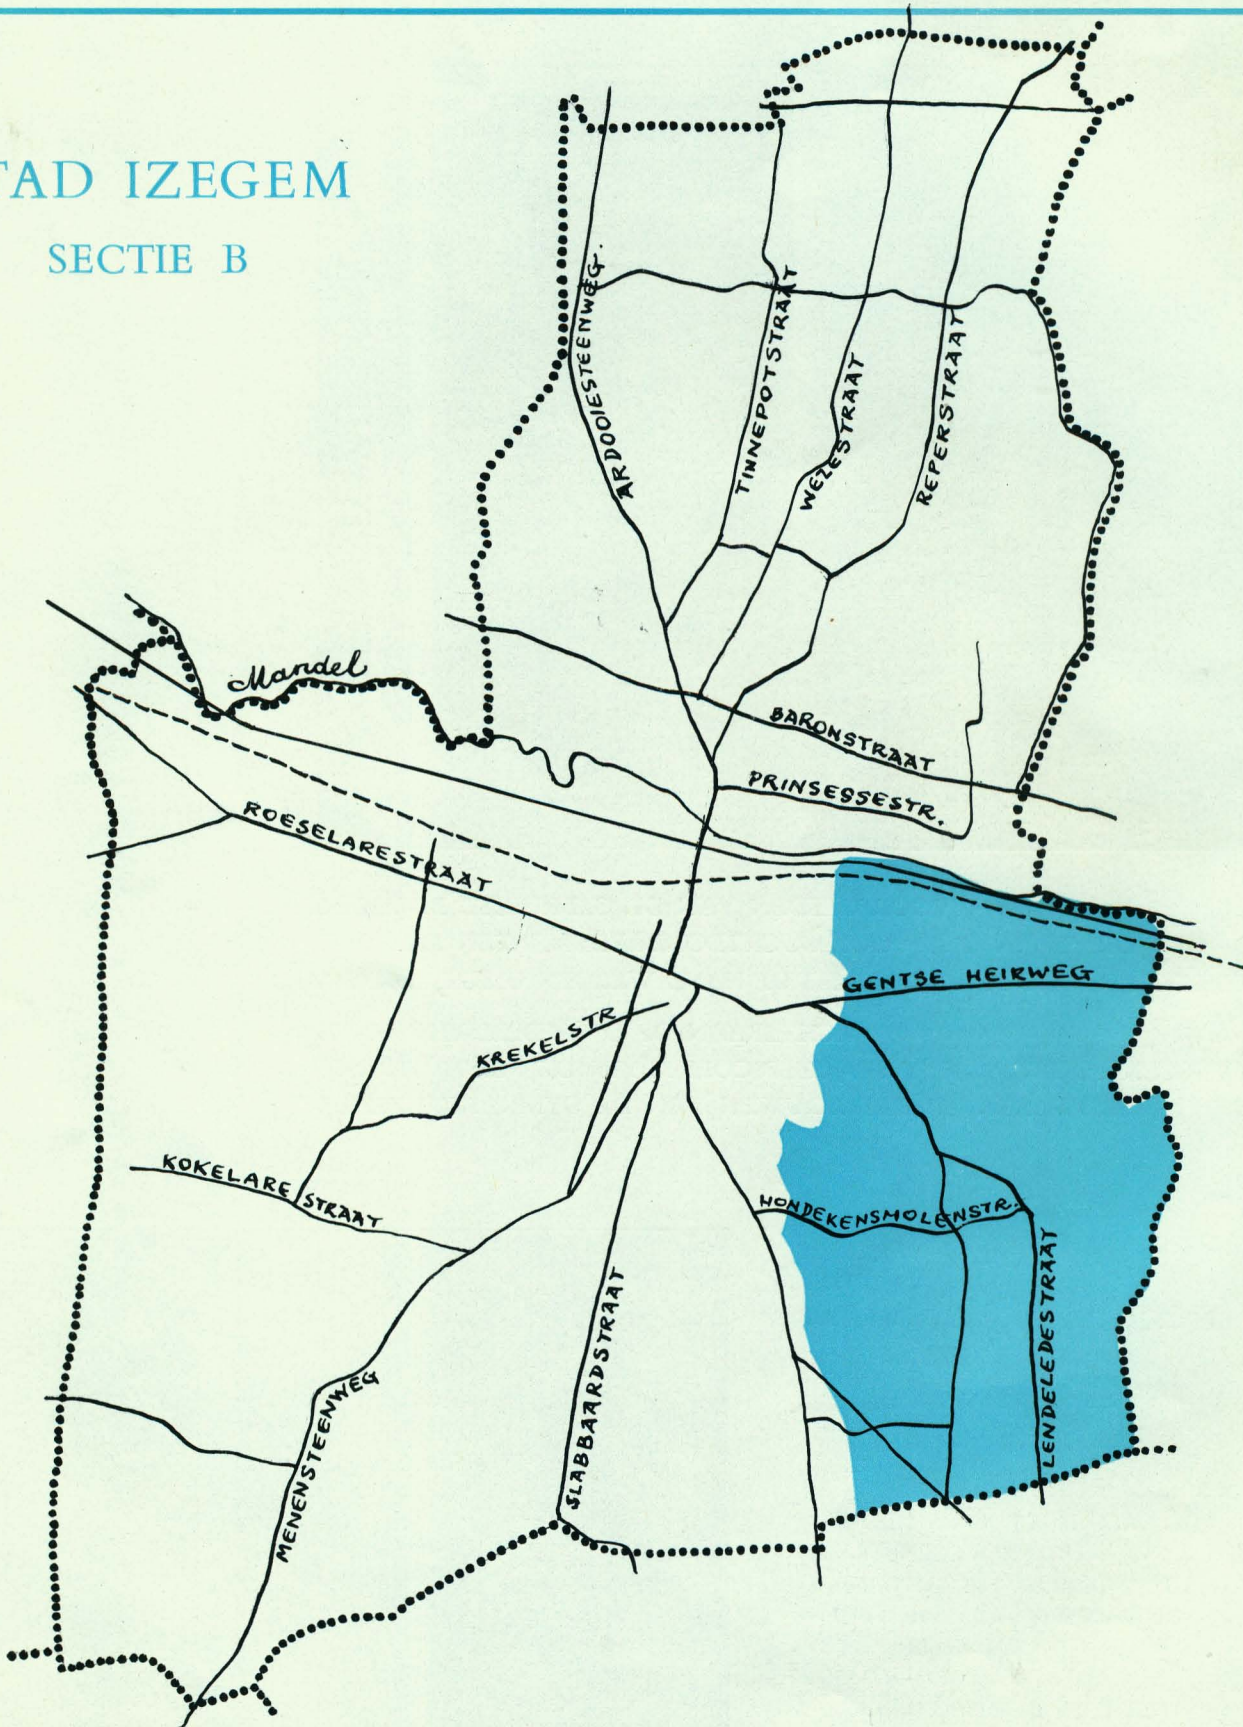 TAD IZEGEM
SECTIE B
ARDOOIESTEENWEG.
TINNEPOTSTRAAT
WEZESTRAAT
REPERSTRAAT
Mandel
BARONSTRAAT
PRINSESSESTR.
ROESELARESTRAAT
GENTSE HEIRWEG
KREKELSTR
KOKELARE STRAAT
HONDEKENSMOLENSTR.
LENDELEDESTRAAT
SLABBAARDSTRAAT
MENENSTEENWEG